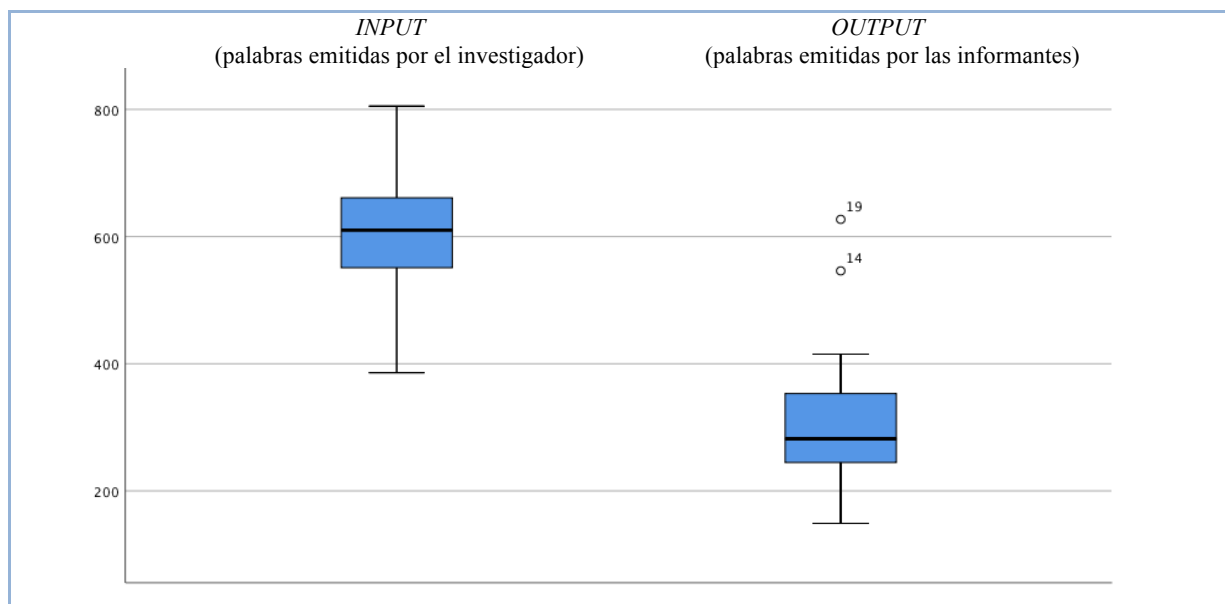 INPUT
(palabras emitidas por el investigador)
OUTPUT
(palabras emitidas por las informantes)
800
600
400
200
19
14